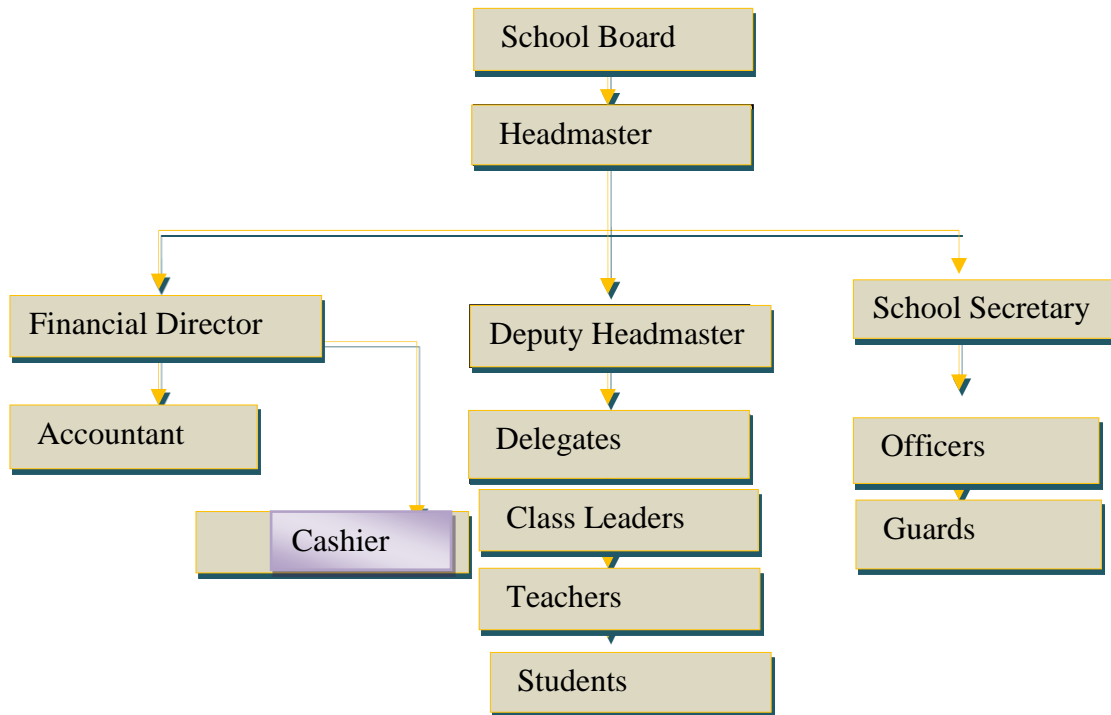 School Board
Headmaster
Financial Director
Deputy Headmaster
School Secretary
Accountant
Delegates
Officers
Cashier
Class Leaders
Guards
Teachers
Students